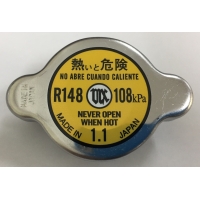 熱いと危険
NO ABRE CUANDO CALIENTE
R148 108kPa
NEVER OPEN
WHEN HOT
1.1
MADE IN JAPAN